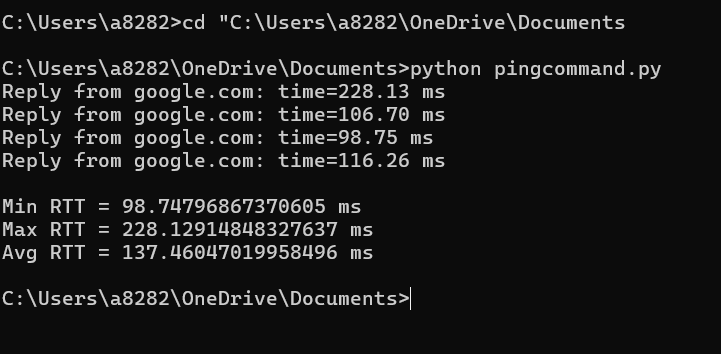 C:\Users\a8282>cd "C:\Users\a8282\OneDrive\Documents
C:\Users\a8282\OneDrive\Documents>python pingcommand.py
Reply from google.com: time=228.13 ms
Reply from google.com: time=106.70 ms
Reply from google.com: time=98.75 ms
Reply from google.com: time=116.26 ms
Min RTT = 98.74796867370605 ms
Max RTT = 228.12914848327637 ms
Avg RTT = 137.46047019958496 ms
C:\Users\a8282\OneDrive\Documents>